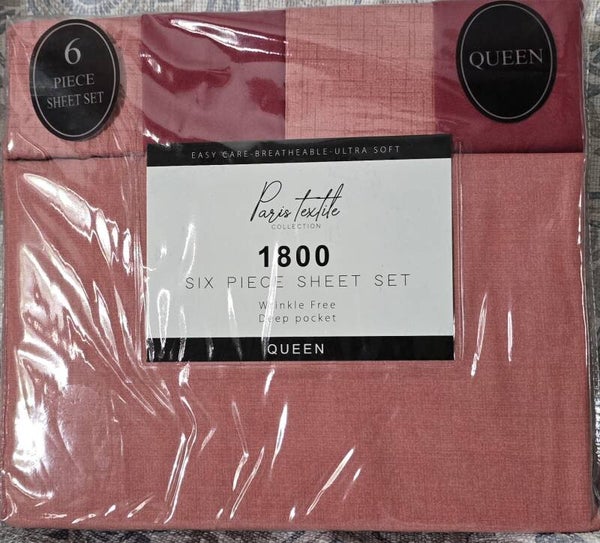 6
PIECE
SHEET SET
QUEEN
EASY CARE-BREATHEABLE-ULTRA SOFT
Paris textile
COLLECTION
1800
SIX PIECE SHEET SET
Wrinkle Free
Deep pocket
QUEEN